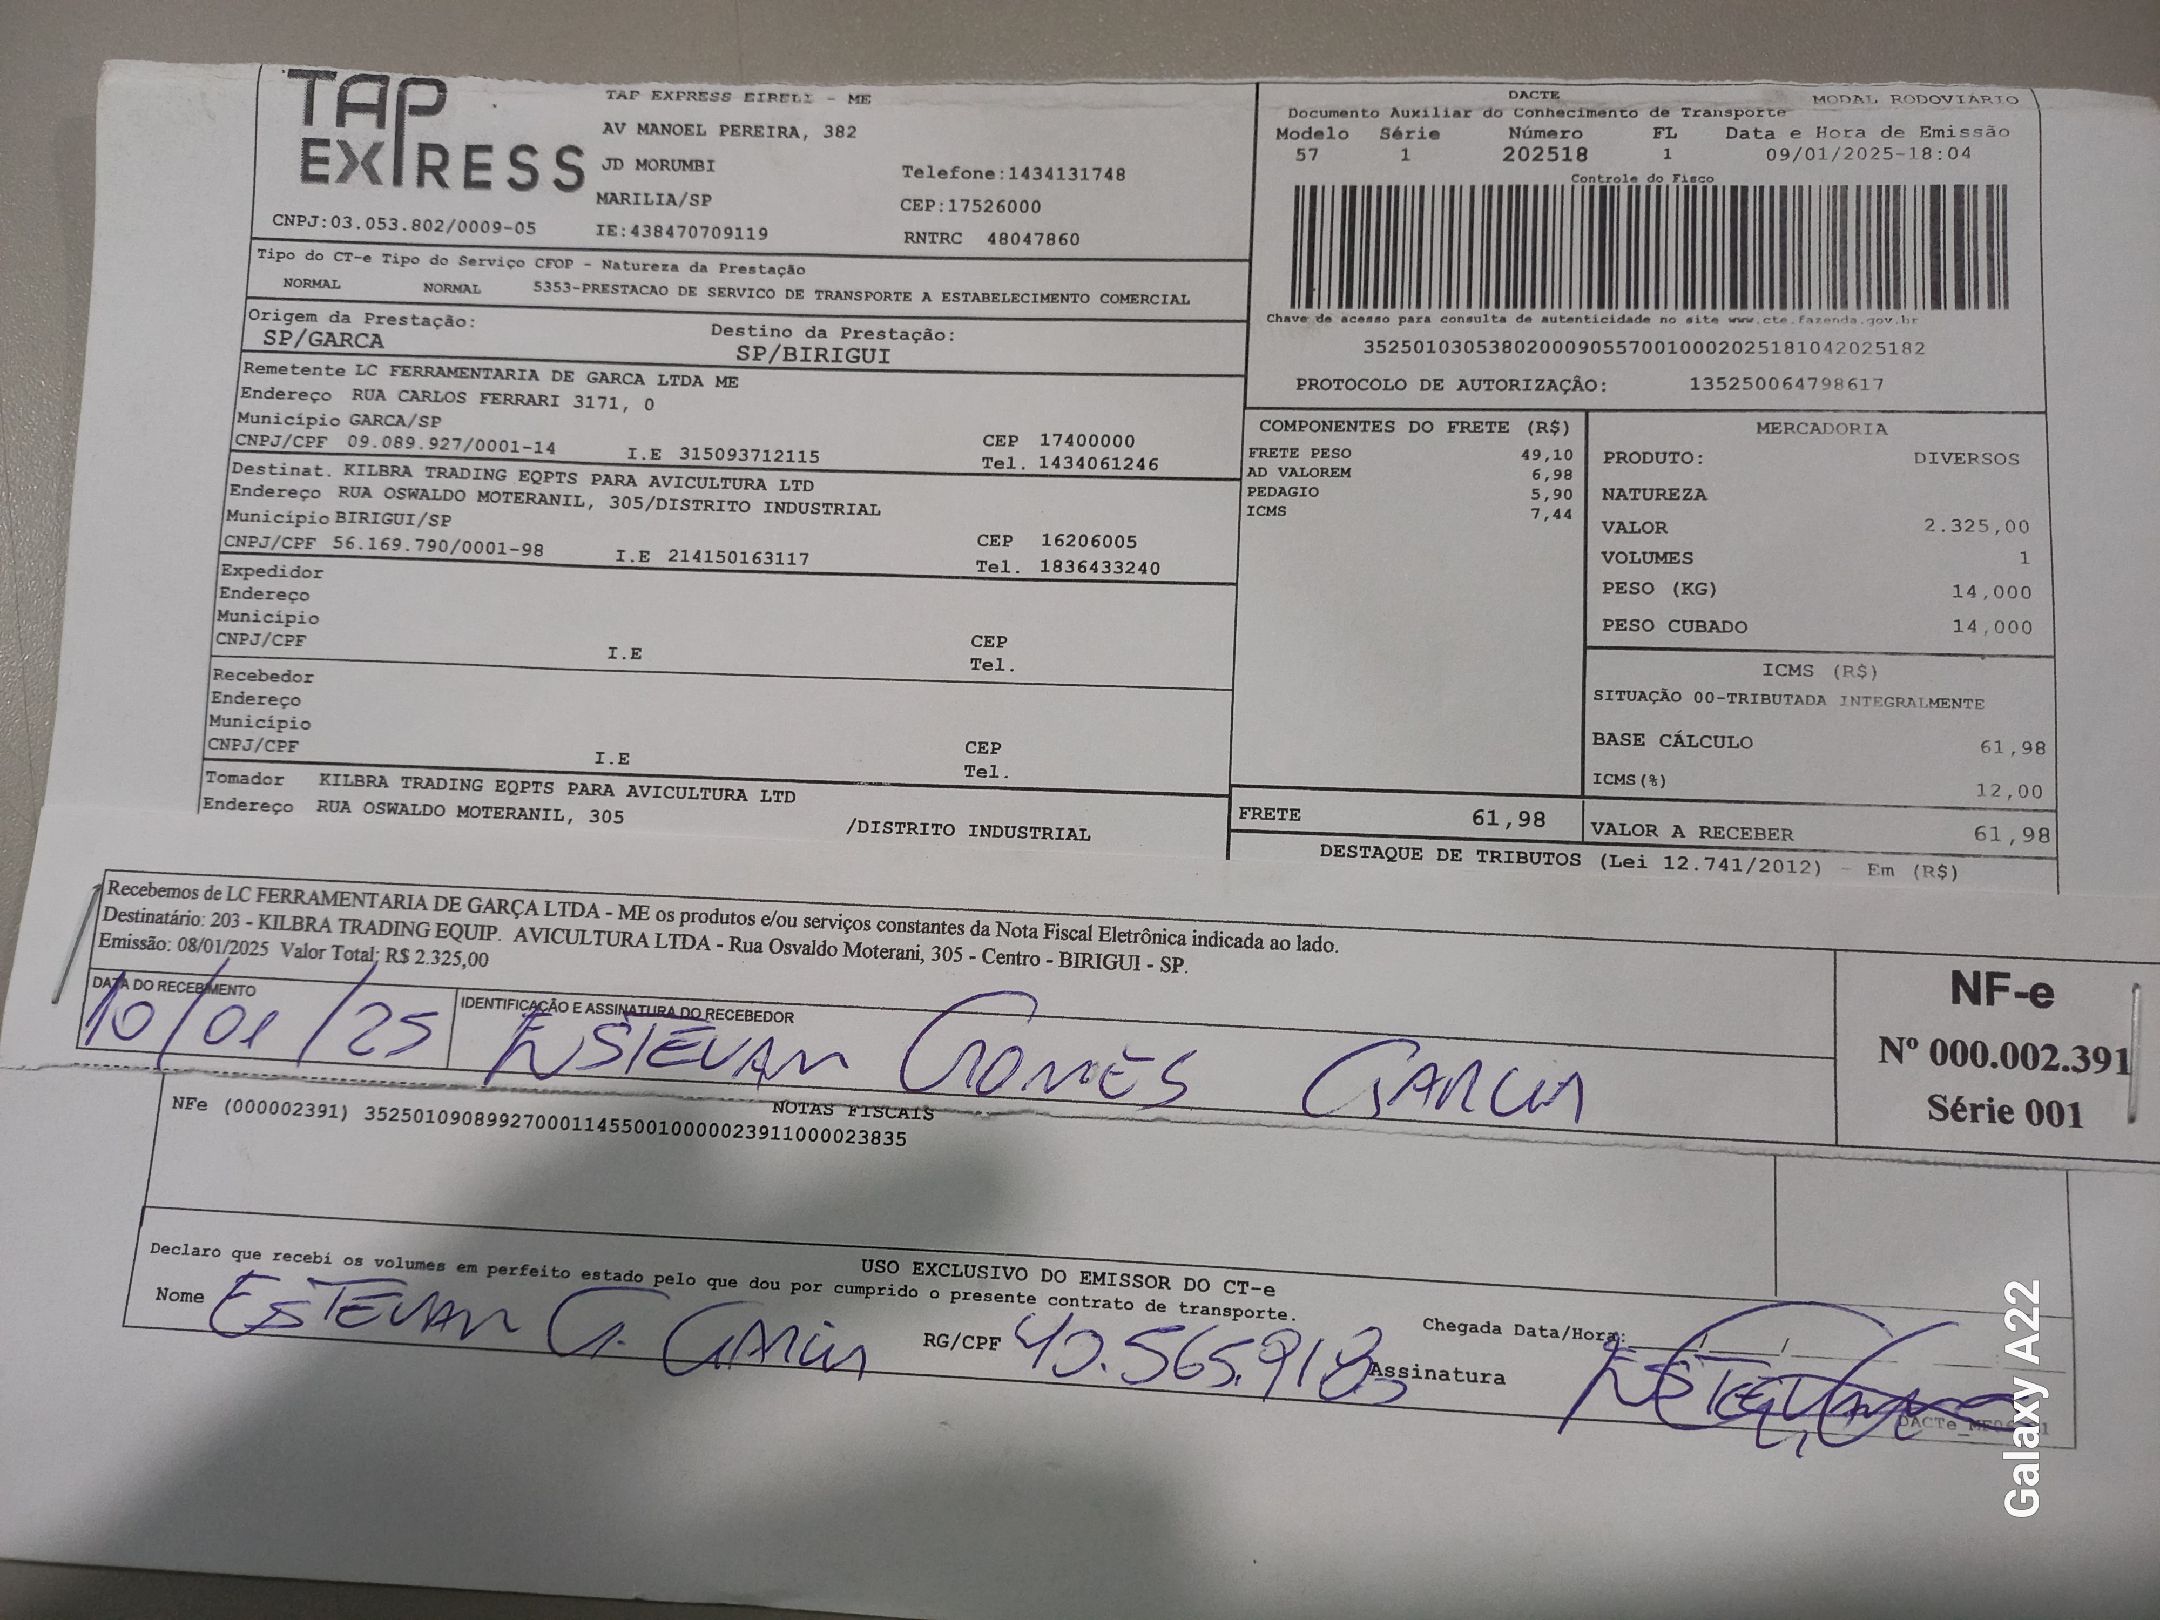 TAP
EXPRESS
TAP EXPRESS EIRELI - ME
AV MANOEL PEREIRA, 382
JD MORUMBI
Telefone:1434131748
MARILIA/SP
CEP:17526000
CNPJ:03.053.802/0009-05
IE:438470709119
RNTRC 48047860
DACTE
MODAL RODOVIARIO
Documento Auxiliar do Conhecimento de Transporte
Modelo Série Número FL Data e Hora de Emissão
57 1 202518 1 09/01/2025-18:04
Controle do Fisco
Chave de acesso para consulta de autenticidade no site www.cte.fazenda.gov.br
35250103053802000905570010002025181042025182
PROTOCOLO DE AUTORIZAÇÃO: 135250064798617
Tipo do CT-e Tipo do Serviço CFOP - Natureza da Prestação
NORMAL NORMAL 5353-PRESTACAO DE SERVICO DE TRANSPORTE A ESTABELECIMENTO COMERCIAL
Origem da Prestação: Destino da Prestação:
SP/GARCA SP/BIRIGUI
Remetente LC FERRAMENTARIA DE GARCA LTDA ME
Endereço RUA CARLOS FERRARI 3171, 0
Município GARCA/SP
CEP 17400000
CNPJ/CPF 09.089.927/0001-14 I.E 315093712115 Tel. 1434061246
Destinat. KILBRA TRADING EQPTS PARA AVICULTURA LTD
Endereço RUA OSWALDO MOTERANIL, 305/DISTRITO INDUSTRIAL
Município BIRIGUI/SP
CEP 16206005
CNPJ/CPF 56.169.790/0001-98 I.E 214150163117 Tel. 1836433240
Expedidor
Endereço
Município
CEP
CNPJ/CPF I.E Tel.
Recebedor
Endereço
Município
CEP
CNPJ/CPF I.E Tel.
Tomador KILBRA TRADING EQPTS PARA AVICULTURA LTD
Endereço RUA OSWALDO MOTERANIL, 305 /DISTRITO INDUSTRIAL
COMPONENTES DO FRETE (R$)
FRETE PESO 49,10
AD VALOREM 6,98
PEDAGIO 5,90
ICMS 7,44
FRETE 61,98
MERCADORIA
PRODUTO: DIVERSOS
NATUREZA
VALOR 2.325,00
VOLUMES 1
PESO (KG) 14,000
PESO CUBADO 14,000
ICMS (R$)
SITUAÇÃO 00-TRIBUTADA INTEGRALMENTE
BASE CÁLCULO 61,98
ICMS(%) 12,00
VALOR A RECEBER 61,98
DESTAQUE DE TRIBUTOS (Lei 12.741/2012) - Em (R$)
Recebemos de LC FERRAMENTARIA DE GARÇA LTDA - ME os produtos e/ou serviços constantes da Nota Fiscal Eletrônica indicada ao lado.
Destinatário: 203 - KILBRA TRADING EQUIP. AVICULTURA LTDA - Rua Osvaldo Moterani, 305 - Centro - BIRIGUI - SP.
Emissão: 08/01/2025 Valor Total: R$ 2.325,00
DATA DO RECEBIMENTO
10/01/25
IDENTIFICAÇÃO E ASSINATURA DO RECEBEDOR
ESTEVAM GOMES GARCIA
NF-e
Nº 000.002.391
Série 001
NOTAS FISCAIS
NFe (000002391) 35250109089927000114550010000023911000023835
USO EXCLUSIVO DO EMISSOR DO CT-e
Declaro que recebi os volumes em perfeito estado pelo que dou por cumprido o presente contrato de transporte.
Nome ESTEVAM G. GARCIA
RG/CPF 40.565.918
Chegada Data/Hora: / /
Assinatura
Galaxy A22